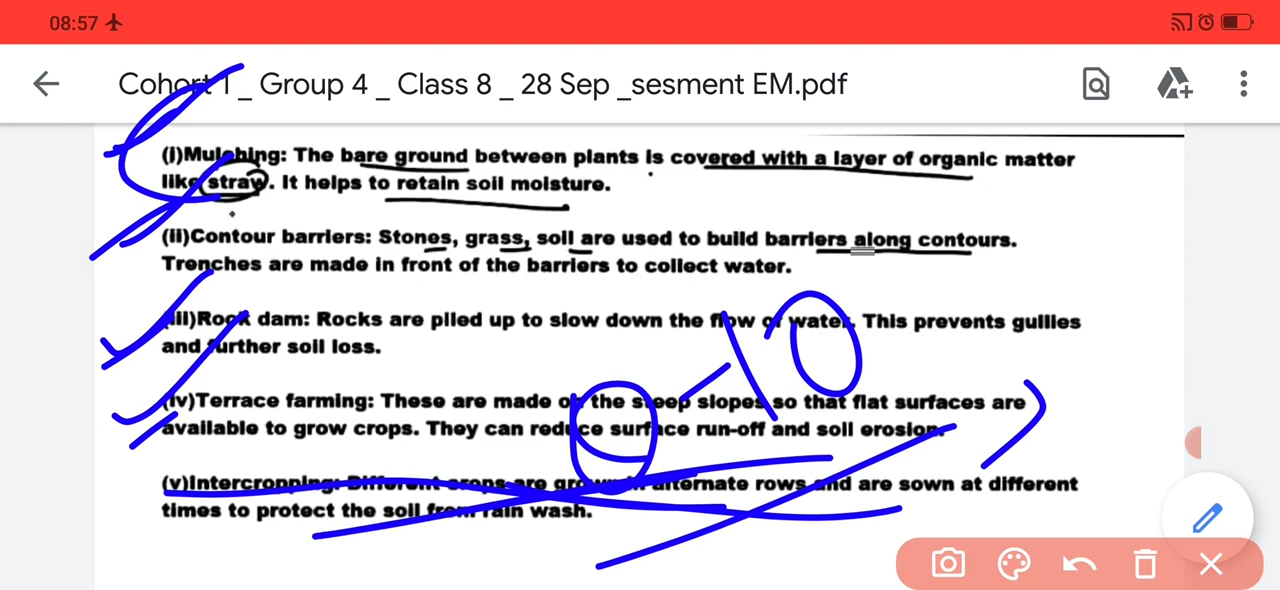 08:57
Cohort 1 _ Group 4 _ Class 8 _ 28 Sep _sesment EM.pdf
(i)Mulching: The bare ground between plants is covered with a layer of organic matter
like straw. It helps to retain soil moisture.
(ii)Contour barriers: Stones, grass, soil are used to build barriers along contours.
Trenches are made in front of the barriers to collect water.
(iii)Rock dam: Rocks are piled up to slow down the flow of water. This prevents gullies
and further soil loss.
(iv)Terrace farming: These are made on the steep slopes so that flat surfaces are
available to grow crops. They can reduce surface run-off and soil erosion.
(v)Intercropping: Different crops are grown in alternate rows and are sown at different
times to protect the soil from rain wash.